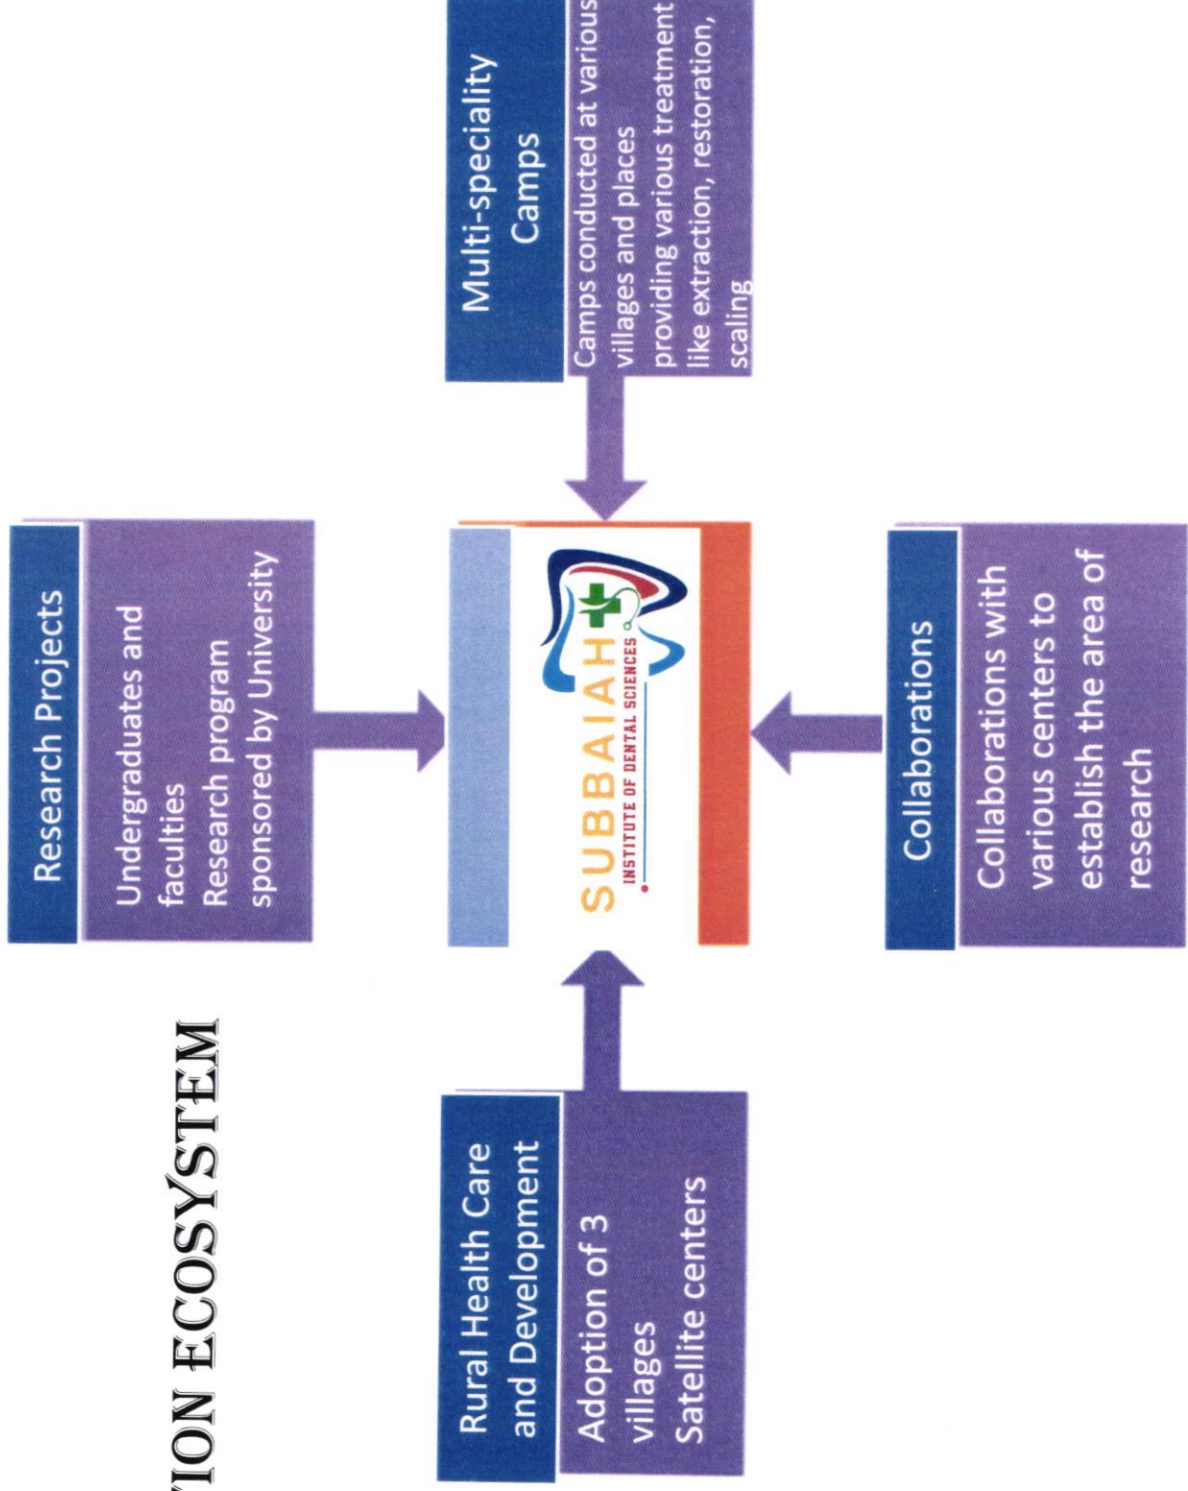 TION ECOSYSTEM
Research Projects
Undergraduates and
faculties
Research program
sponsored by University
Rural Health Care
and Development
Adoption of 3
villages
Satellite centers
SUBBAIAH
INSTITUTE OF DENTAL SCIENCES
Multi-speciality
Camps
Camps conducted at various
villages and places
providing various treatment
like extraction, restoration,
scaling
Collaborations
Collaborations with
various centers to
establish the area of
research